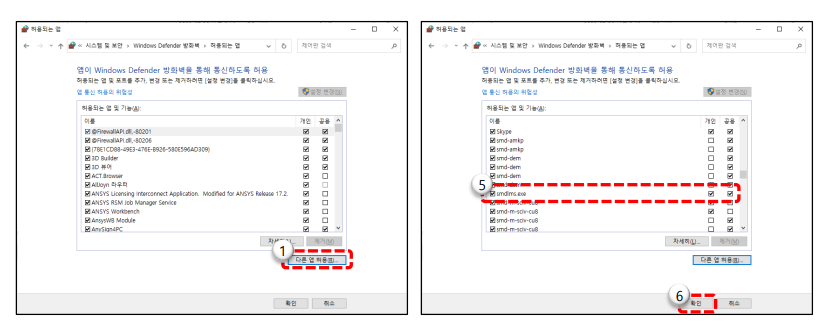 허용되는 앱
시스템 및 보안 › Windows Defender 방화벽 › 허용되는 앱
제어판 검색
앱이 Windows Defender 방화벽을 통해 통신하도록 허용
허용되는 앱 및 포트를 추가, 변경 또는 제거하려면 [설정 변경]을 클릭하십시오.
앱 통신 허용의 위험성
설정 변경(N)
허용되는 앱 및 기능(A):
이름 개인 공용
@FirewallAPI.dll,-80201
@FirewallAPI.dll,-80206
{78E1CD88-49E3-476E-B926-580E596AD309}
3D Builder
3D 뷰어
ACT.Browser
AllJoyn 라우터
ANSYS Licensing Interconnect Application. Modified for ANSYS Release 17.2.
ANSYS RSM Job Manager Service
ANSYS Workbench
AnsysWB Module
AnySign4PC
1
제거(M)
다른 앱 허용(R)...
확인 취소
허용되는 앱
시스템 및 보안 › Windows Defender 방화벽 › 허용되는 앱
제어판 검색
앱이 Windows Defender 방화벽을 통해 통신하도록 허용
허용되는 앱 및 포트를 추가, 변경 또는 제거하려면 [설정 변경]을 클릭하십시오.
앱 통신 허용의 위험성
설정 변경(N)
허용되는 앱 및 기능(A):
이름 개인 공용
Skype
smd-amkp
smd-amkp
smd-dem
smd-dem
smd-dem
5
smdlms.exe
smd-m-sciv-cu8
smd-m-sciv-cu8
smd-m-sciv-cu8
자세히(L)... 제거(M)
다른 앱 허용(R)...
6
확인 취소